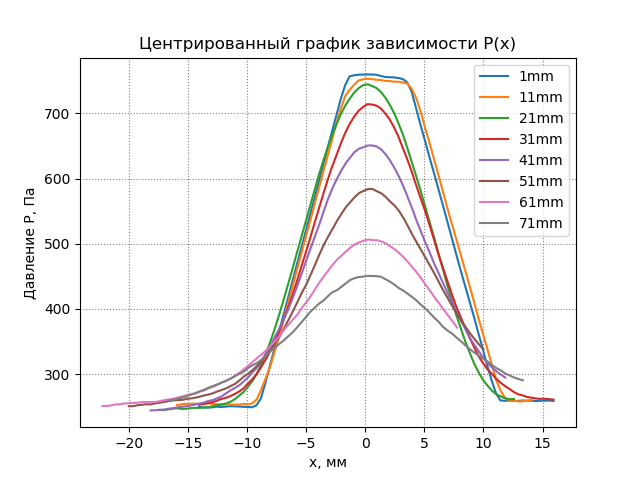 Центрированный график зависимости P(x)
Давление P, Па
700
600
500
400
300
−20
−15
−10
−5
0
5
10
15
x, мм
1mm
11mm
21mm
31mm
41mm
51mm
61mm
71mm